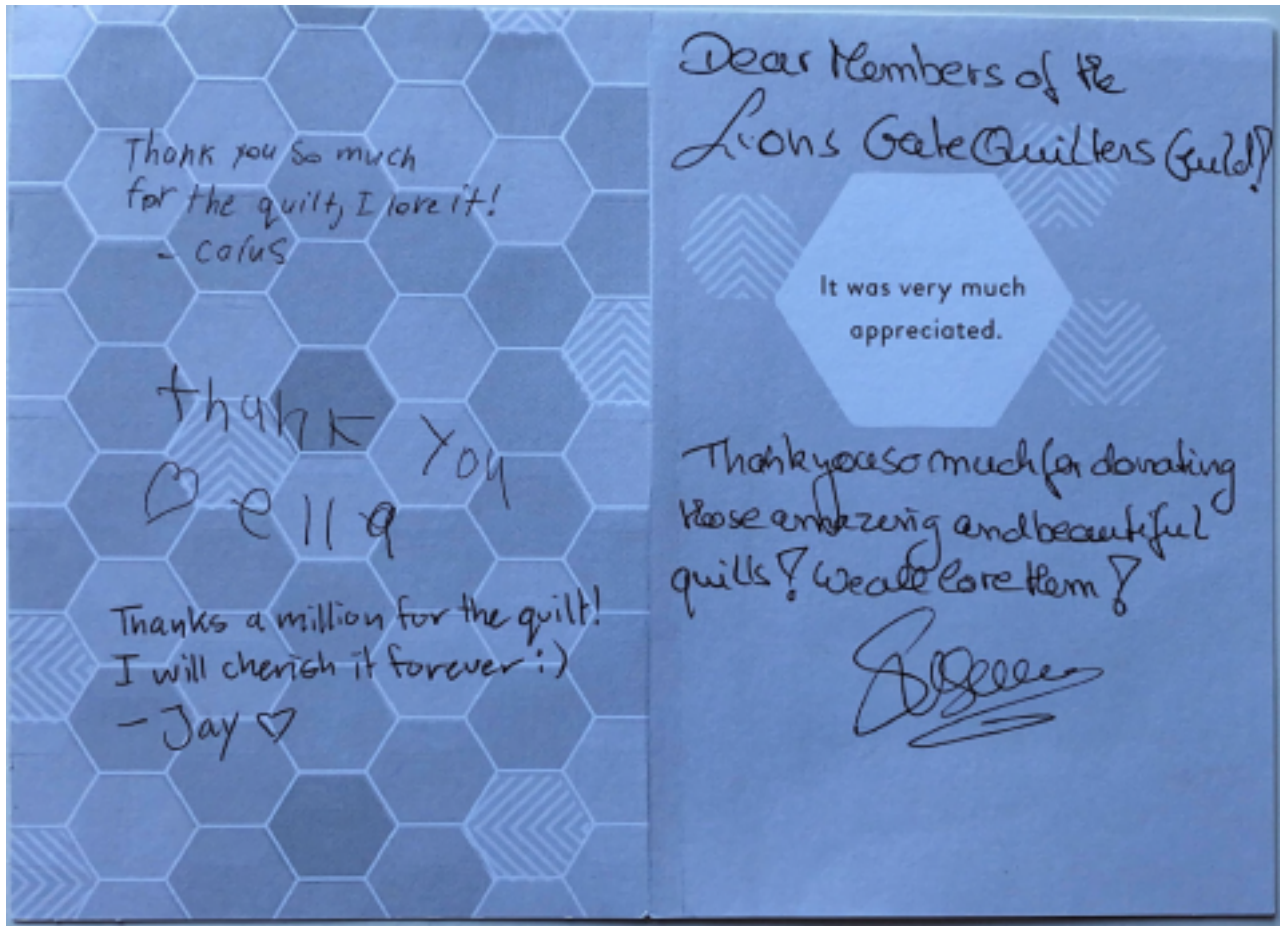 Thank you so much
for the quilt, I love it!
- Calus
thank you
♡ ella
Thanks a million for the quilt!
I will cherish it forever :)
- Jay ♡
Dear Members of the
Lions Gate Quilters Guild!
It was very much
appreciated.
Thank you so much for donating
those amazing and beautiful
quilts! We all love them!